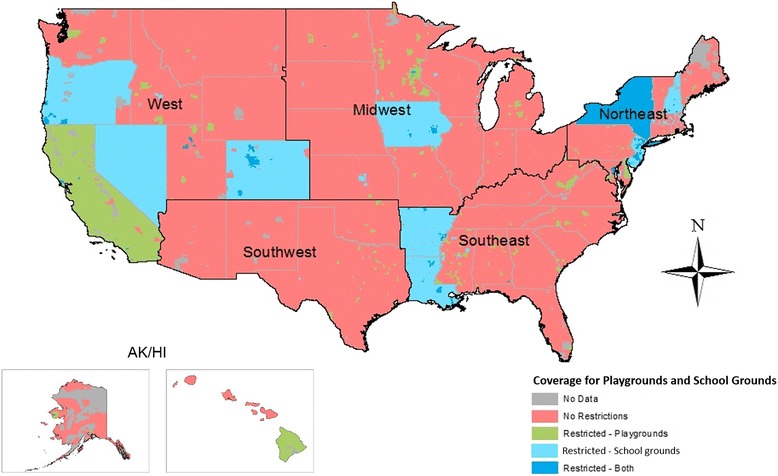 West
Midwest
Northeast
Southwest
Southeast
N
AK/HI
Coverage for Playgrounds and School Grounds
No Data
No Restrictions
Restricted - Playgrounds
Restricted - School grounds
Restricted - Both